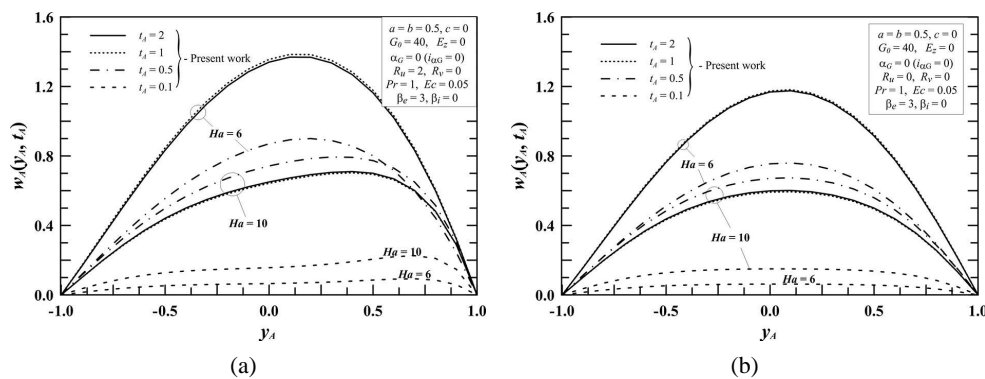 1.6
1.2
0.8
0.4
0.0
w_A(y_A, t_A)
t_A = 2
t_A = 1
t_A = 0.5
t_A = 0.1
- Present work
a = b = 0.5, c = 0
G_0 = 40, E_z = 0
α_G = 0 (i_αG = 0)
R_u = 2, R_v = 0
Pr = 1, Ec = 0.05
β_e = 3, β_i = 0
Ha = 6
Ha = 10
Ha = 10
Ha = 6
-1.0 -0.5 0.0 0.5 1.0
y_A
(a)
1.6
1.2
0.8
0.4
0.0
w_A(y_A, t_A)
t_A = 2
t_A = 1
t_A = 0.5
t_A = 0.1
- Present work
a = b = 0.5, c = 0
G_0 = 40, E_z = 0
α_G = 0 (i_αG = 0)
R_u = 0, R_v = 0
Pr = 1, Ec = 0.05
β_e = 3, β_i = 0
Ha = 6
Ha = 10
Ha = 6
-1.0 -0.5 0.0 0.5 1.0
y_A
(b)